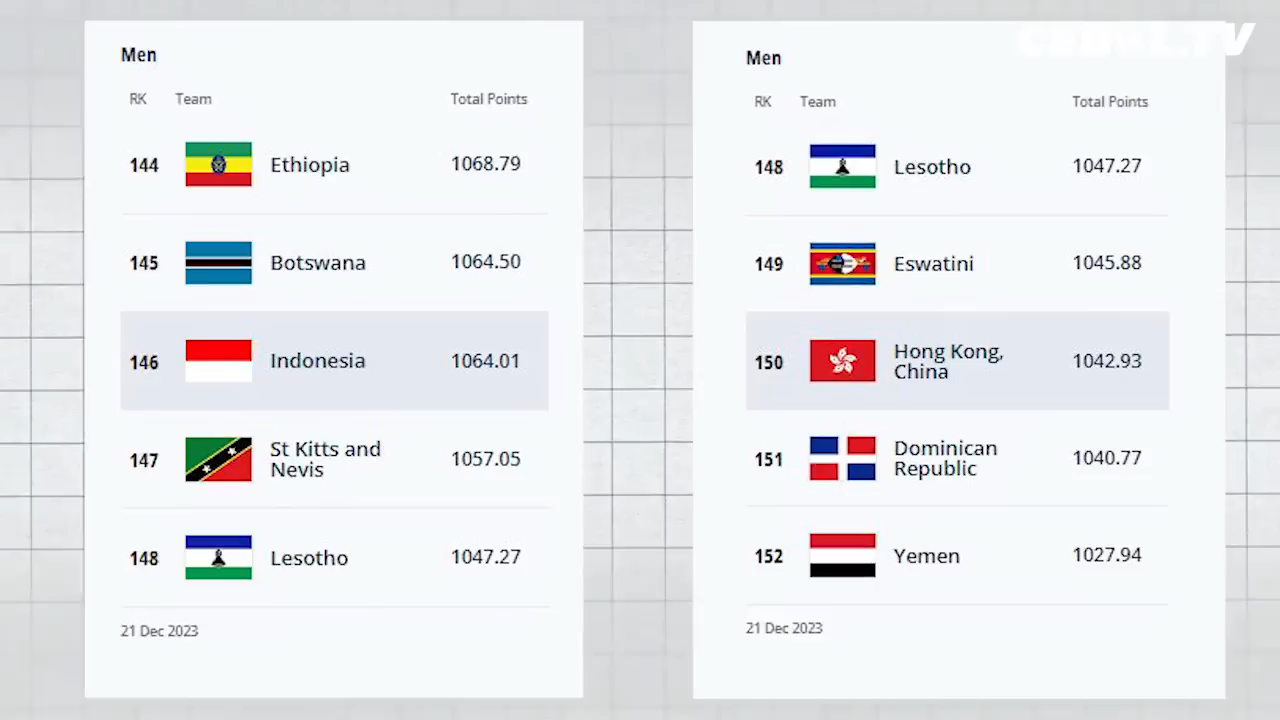 Men
RK Team Total Points
144 Ethiopia 1068.79
145 Botswana 1064.50
146 Indonesia 1064.01
147 St Kitts and
Nevis 1057.05
148 Lesotho 1047.27
21 Dec 2023
Men
RK Team Total Points
148 Lesotho 1047.27
149 Eswatini 1045.88
150 Hong Kong,
China 1042.93
151 Dominican
Republic 1040.77
152 Yemen 1027.94
21 Dec 2023